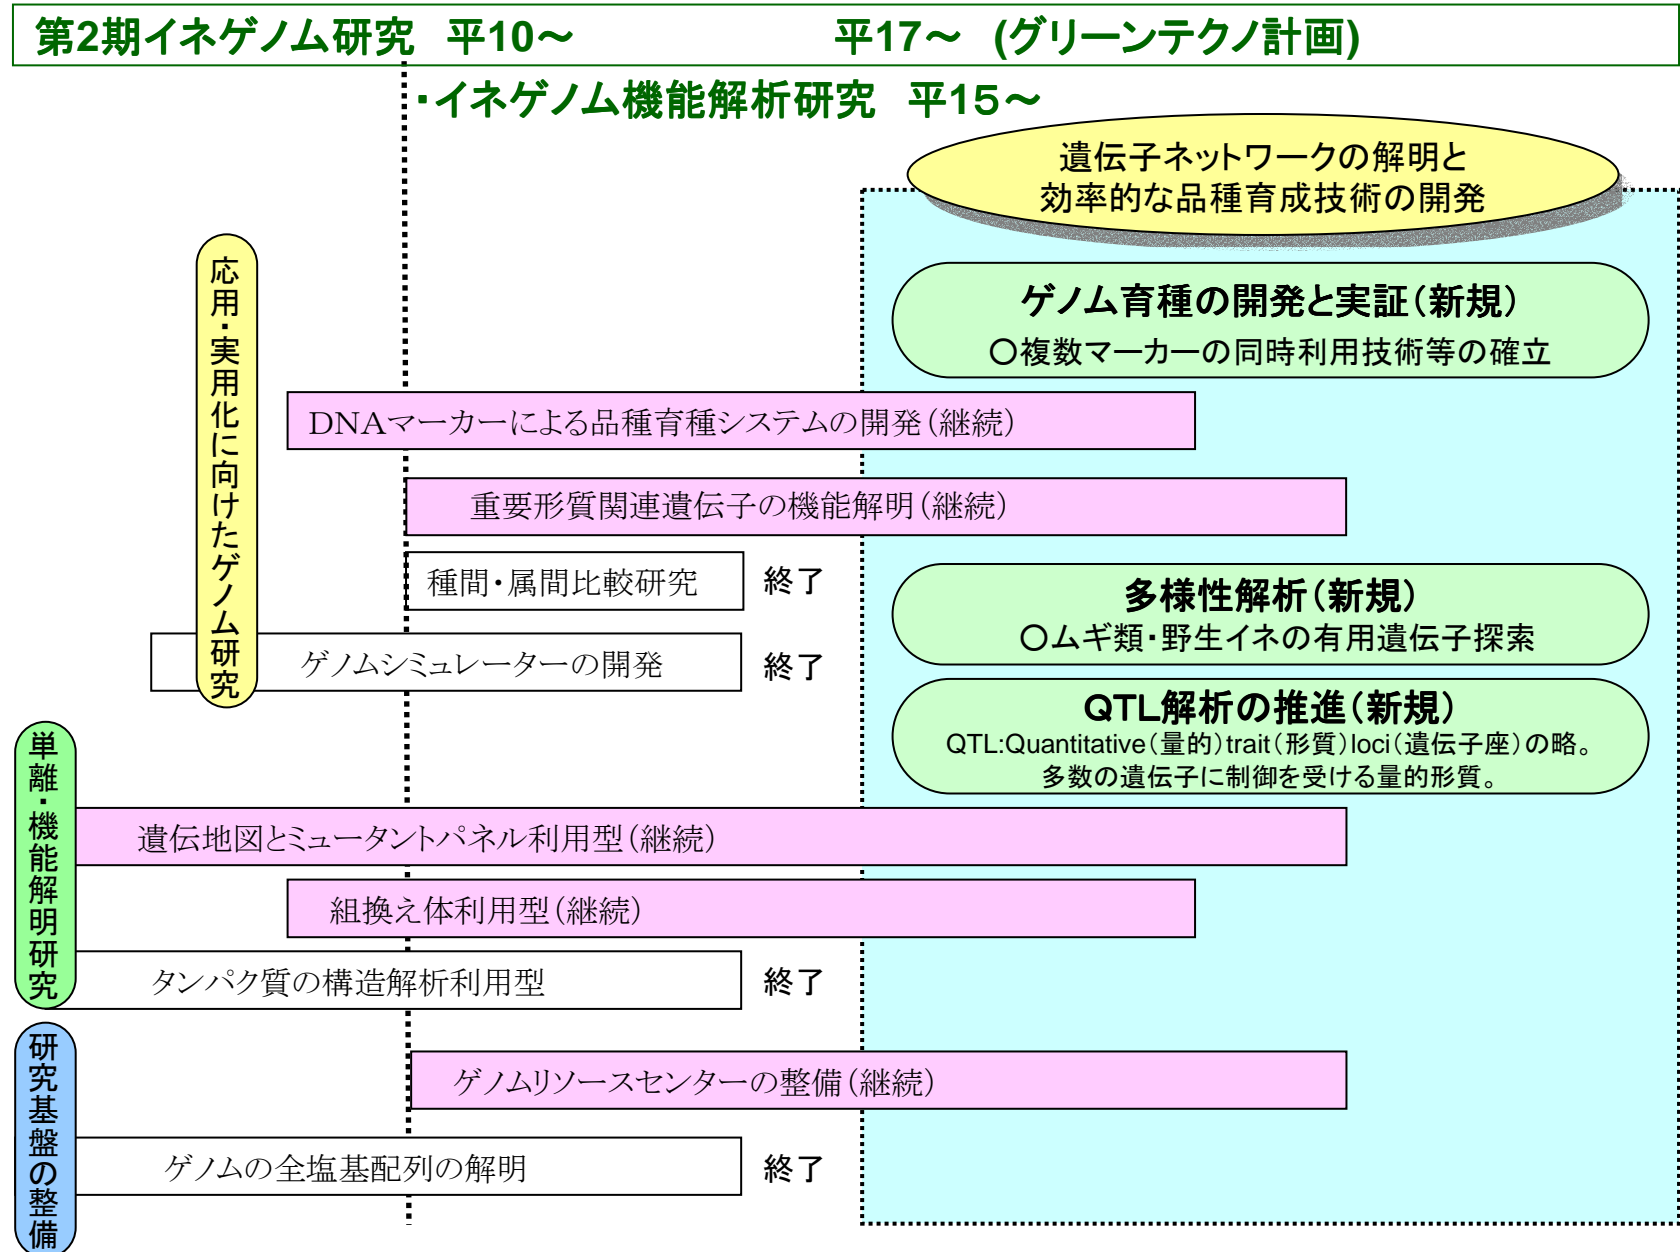 第2期イネゲノム研究　平10～　平17～ (グリーンテクノ計画)
・イネゲノム機能解析研究　平15～
遺伝子ネットワークの解明と
効率的な品種育成技術の開発
応用・実用化に向けたゲノム研究
ゲノム育種の開発と実証(新規)
○複数マーカーの同時利用技術等の確立
DNAマーカーによる品種育種システムの開発(継続)
重要形質関連遺伝子の機能解明(継続)
種間・属間比較研究　終了
多様性解析(新規)
○ムギ類・野生イネの有用遺伝子探索
ゲノムシミュレーターの開発　終了
QTL解析の推進(新規)
QTL:Quantitative(量的)trait(形質)loci(遺伝子座)の略。
多数の遺伝子に制御を受ける量的形質。
単離・機能解明研究
遺伝地図とミュータントパネル利用型(継続)
組換え体利用型(継続)
タンパク質の構造解析利用型　終了
研究基盤の整備
ゲノムリソースセンターの整備(継続)
ゲノムの全塩基配列の解明　終了